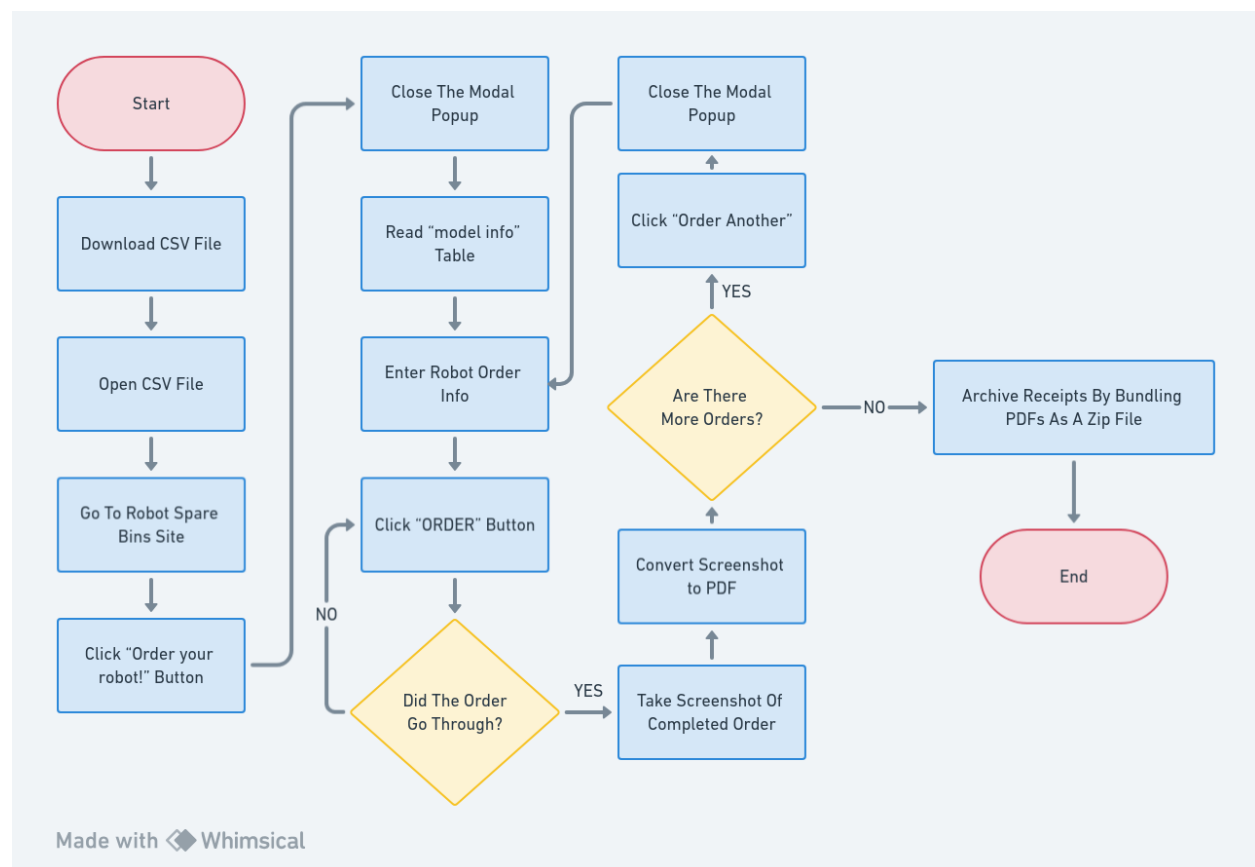 Start
Download CSV File
Open CSV File
Go To Robot Spare
Bins Site
Click “Order your
robot!” Button
Close The Modal
Popup
Read “model info”
Table
Enter Robot Order
Info
Click “ORDER” Button
NO
Did The Order
Go Through?
YES
Take Screenshot Of
Completed Order
Convert Screenshot
to PDF
Are There
More Orders?
YES
Click “Order Another”
Close The Modal
Popup
NO
Archive Receipts By Bundling
PDFs As A Zip File
End
Made with Whimsical